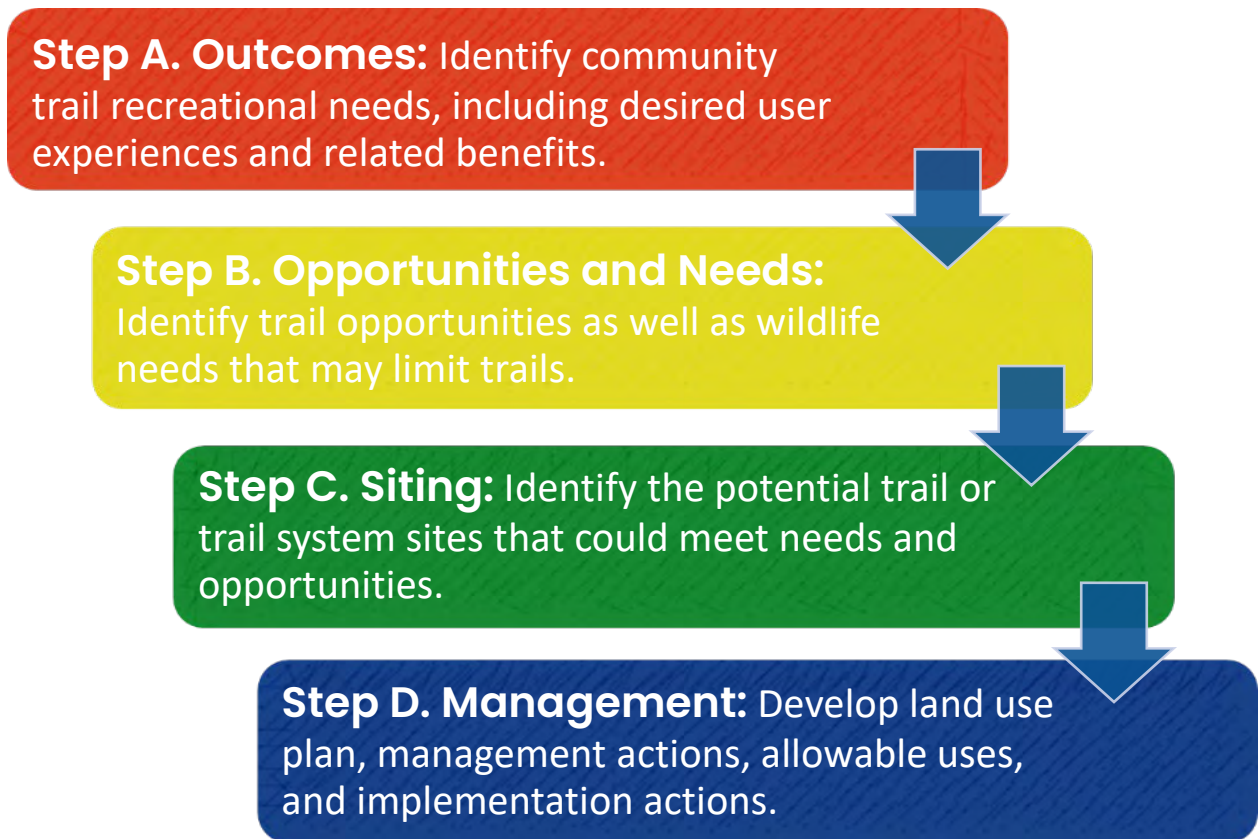 Step A. Outcomes: Identify community
trail recreational needs, including desired user
experiences and related benefits.
Step B. Opportunities and Needs:
Identify trail opportunities as well as wildlife
needs that may limit trails.
Step C. Siting: Identify the potential trail or
trail system sites that could meet needs and
opportunities.
Step D. Management: Develop land use
plan, management actions, allowable uses,
and implementation actions.